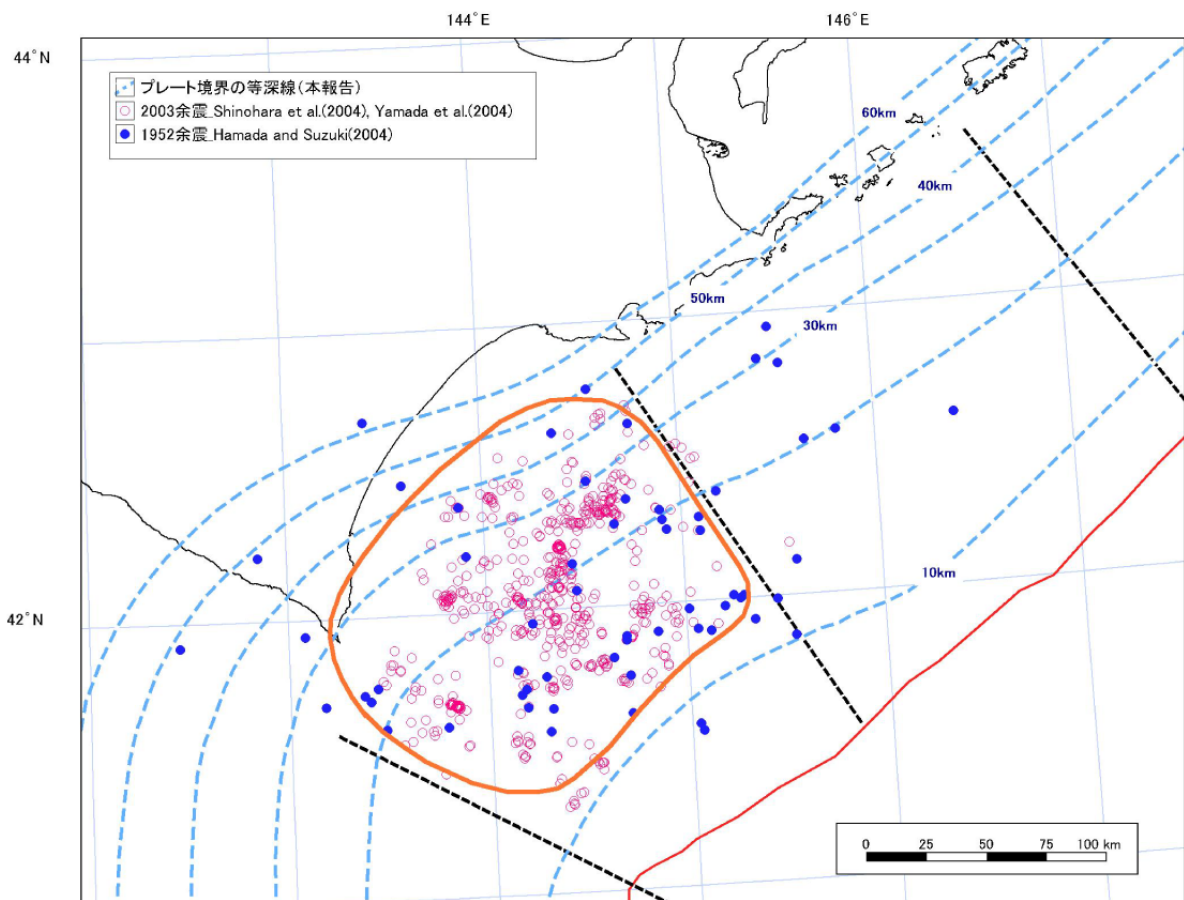 144°E
146°E
44°N
プレート境界の等深線(本報告)
2003余震_Shinohara et al.(2004), Yamada et al.(2004)
1952余震_Hamada and Suzuki(2004)
60km
40km
50km
30km
10km
42°N
0 25 50 75 100 km